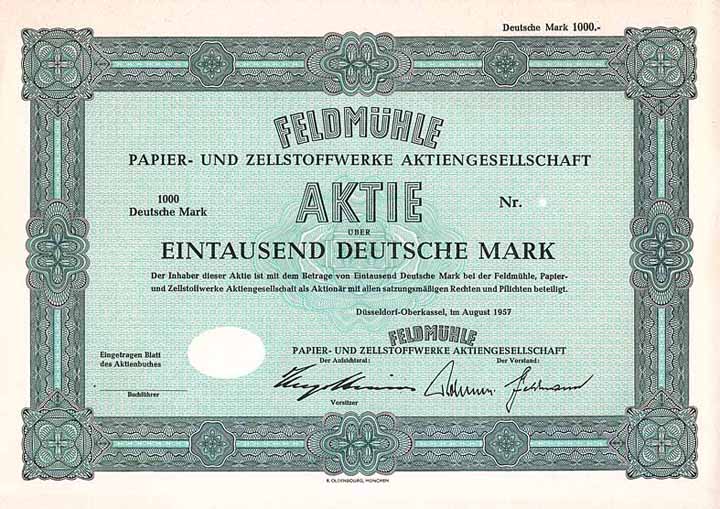 Deutsche Mark 1000.-
FELDMÜHLE
PAPIER- UND ZELLSTOFFWERKE AKTIENGESELLSCHAFT
1000
Deutsche Mark
AKTIE
Nr.
ÜBER
EINTAUSEND DEUTSCHE MARK
Der Inhaber dieser Aktie ist mit dem Betrage von Eintausend Deutsche Mark bei der Feldmühle, Papier-
und Zellstoffwerke Aktiengesellschaft als Aktionär mit allen satzungsmäßigen Rechten und Pflichten beteiligt.
Düsseldorf-Oberkassel, im August 1957
FELDMÜHLE
PAPIER- UND ZELLSTOFFWERKE AKTIENGESELLSCHAFT
Eingetragen Blatt
des Aktienbuches
Buchführer
Der Aufsichtsrat:
Der Vorstand:
Vorsitzer
R. OLDENBOURG, MÜNCHEN